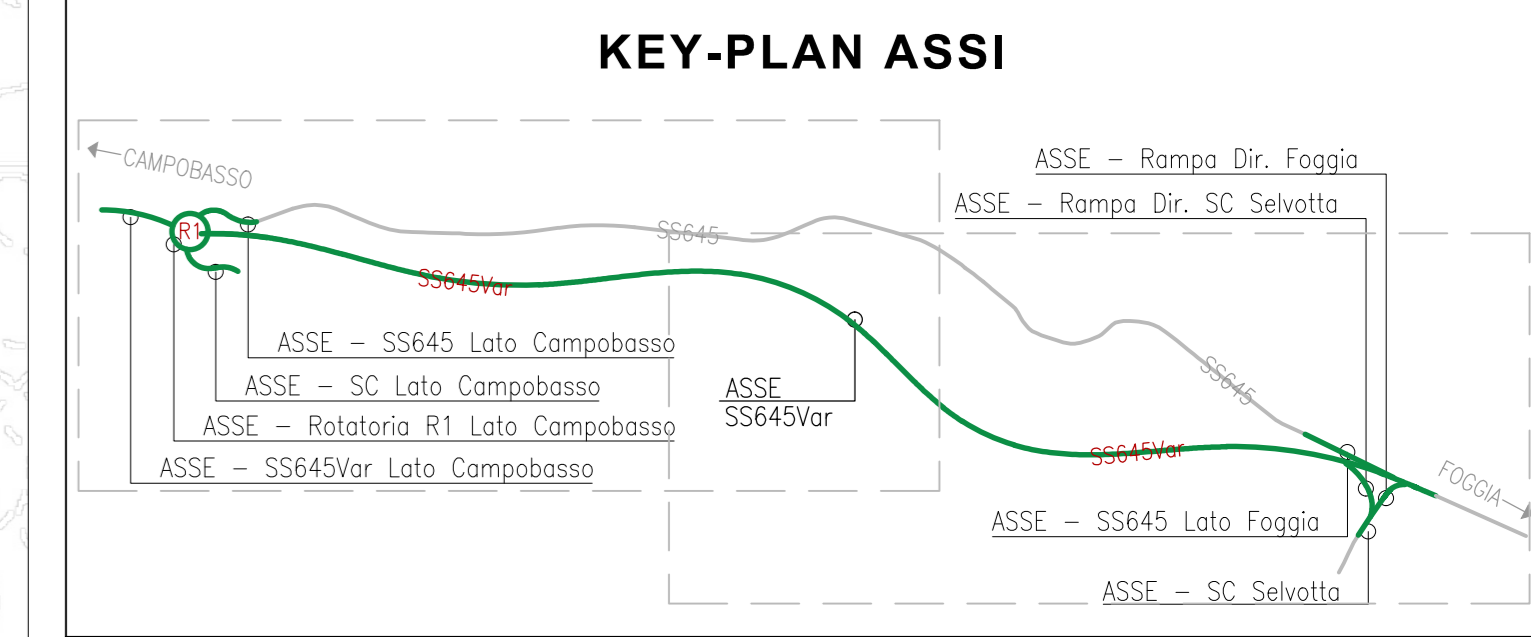 KEY-PLAN ASSI
CAMPOBASSO
ASSE - Rampa Dir. Foggia
ASSE - Rampa Dir. SC Selvotta
R1
SS645
SS645Var
ASSE - SS645 Lato Campobasso
ASSE - SC Lato Campobasso
ASSE - Rotatoria R1 Lato Campobasso
ASSE - SS645Var Lato Campobasso
ASSE
SS645Var
SS645
SS645Var
FOGGIA
ASSE - SS645 Lato Foggia
ASSE - SC Selvotta